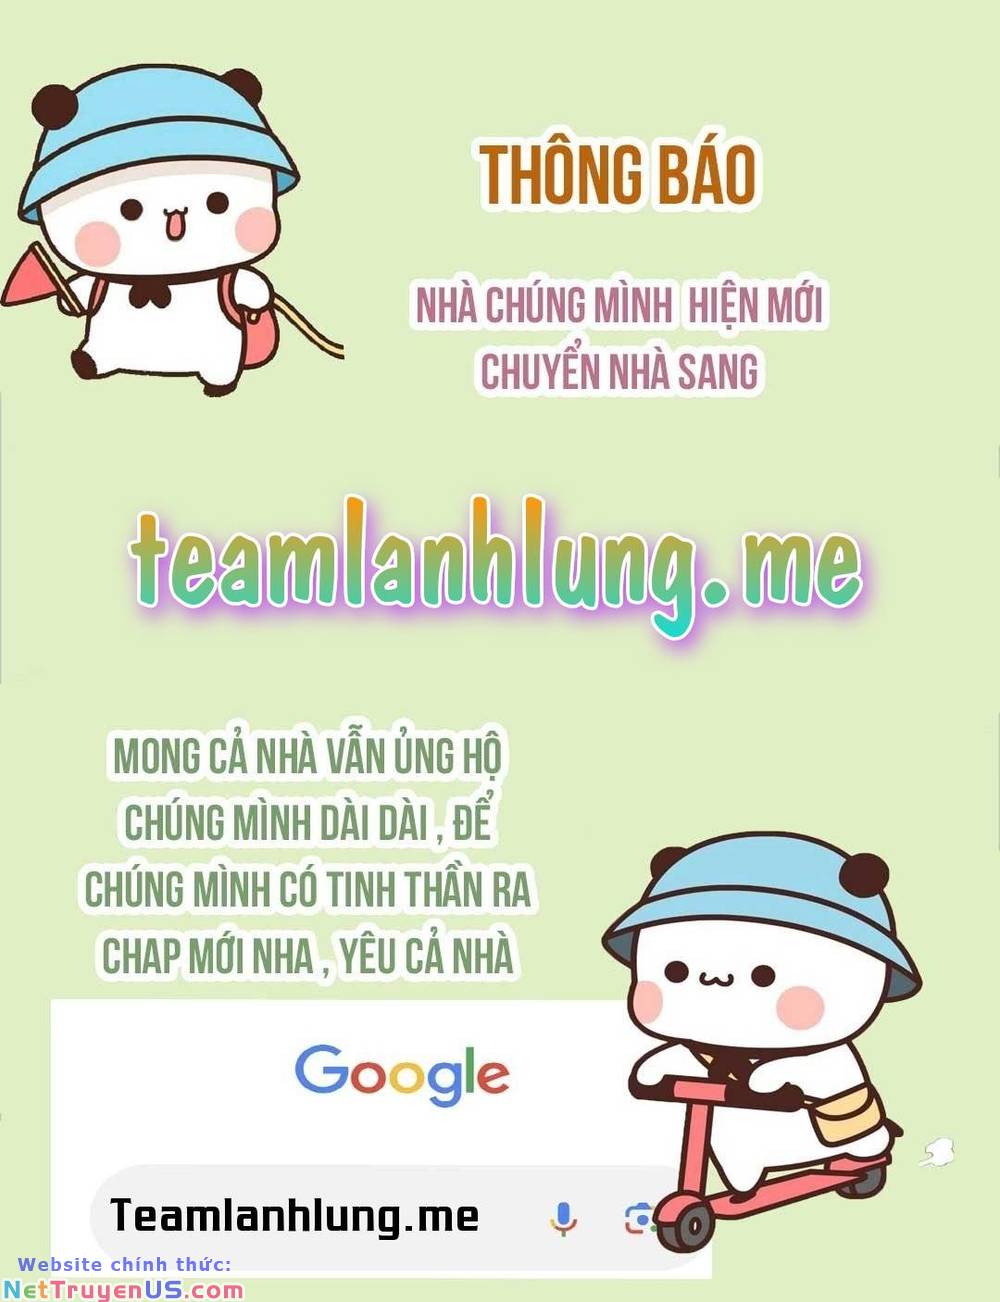 THÔNG BÁO
NHÀ CHÚNG MÌNH HIỆN MỚI
CHUYỂN NHÀ SANG
teamlanhlung.me
MONG CẢ NHÀ VẪN ỦNG HỘ
CHÚNG MÌNH DÀI DÀI , ĐỂ
CHÚNG MÌNH CÓ TINH THẦN RA
CHAP MỚI NHA , YÊU CẢ NHÀ
Google
Teamlanhlung.me
Website chính thức:
NetTruyenUS.com